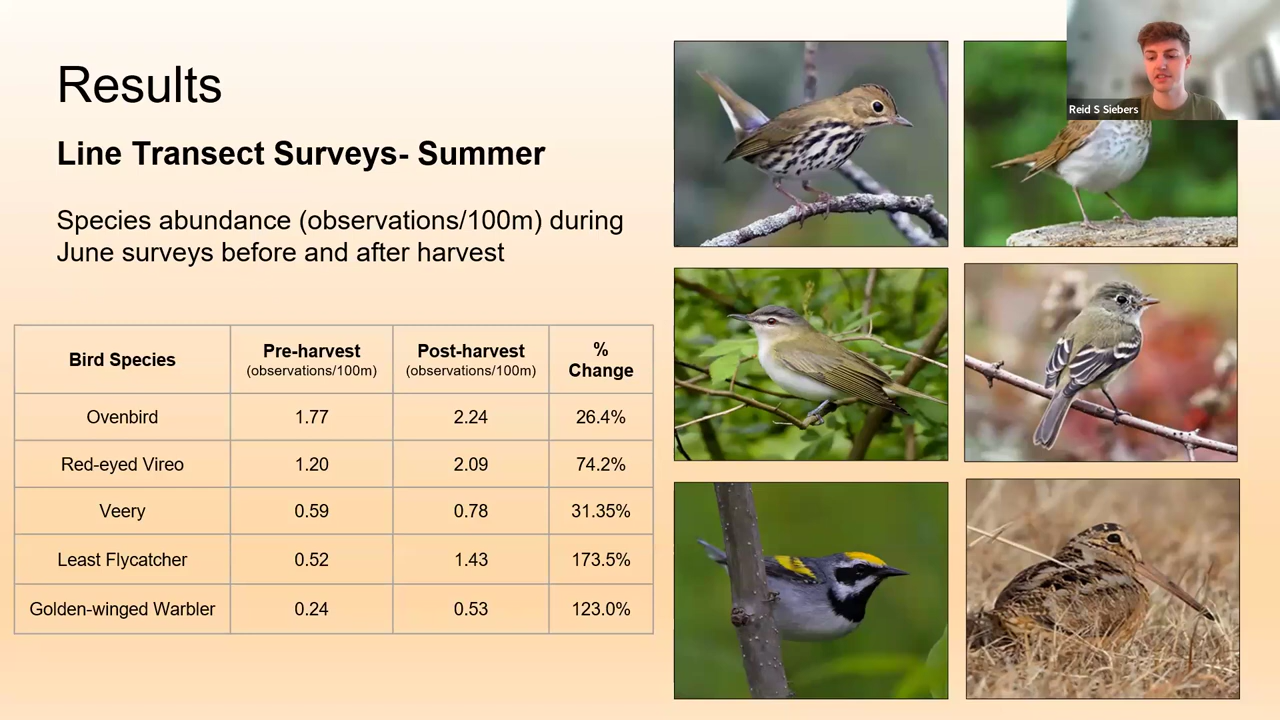 Results
Line Transect Surveys- Summer
Species abundance (observations/100m) during
June surveys before and after harvest
Bird Species Pre-harvest (observations/100m) Post-harvest (observations/100m) % Change
Ovenbird 1.77 2.24 26.4%
Red-eyed Vireo 1.20 2.09 74.2%
Veery 0.59 0.78 31.35%
Least Flycatcher 0.52 1.43 173.5%
Golden-winged Warbler 0.24 0.53 123.0%
Reid S Siebers